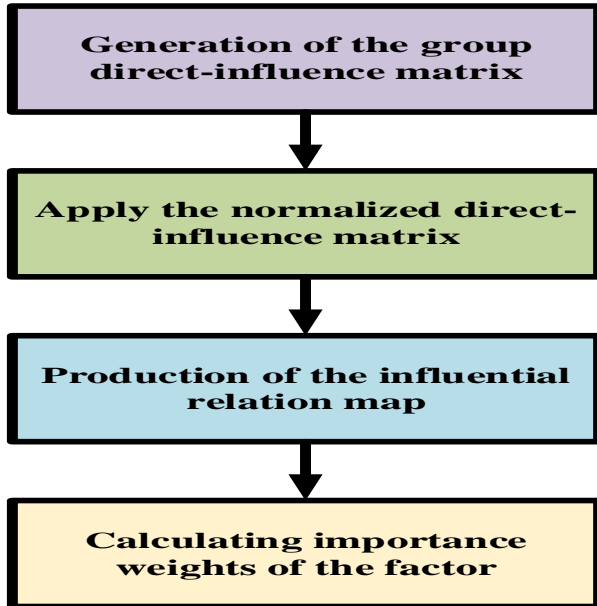 Generation of the group
direct-influence matrix
Apply the normalized direct-
influence matrix
Production of the influential
relation map
Calculating importance
weights of the factor